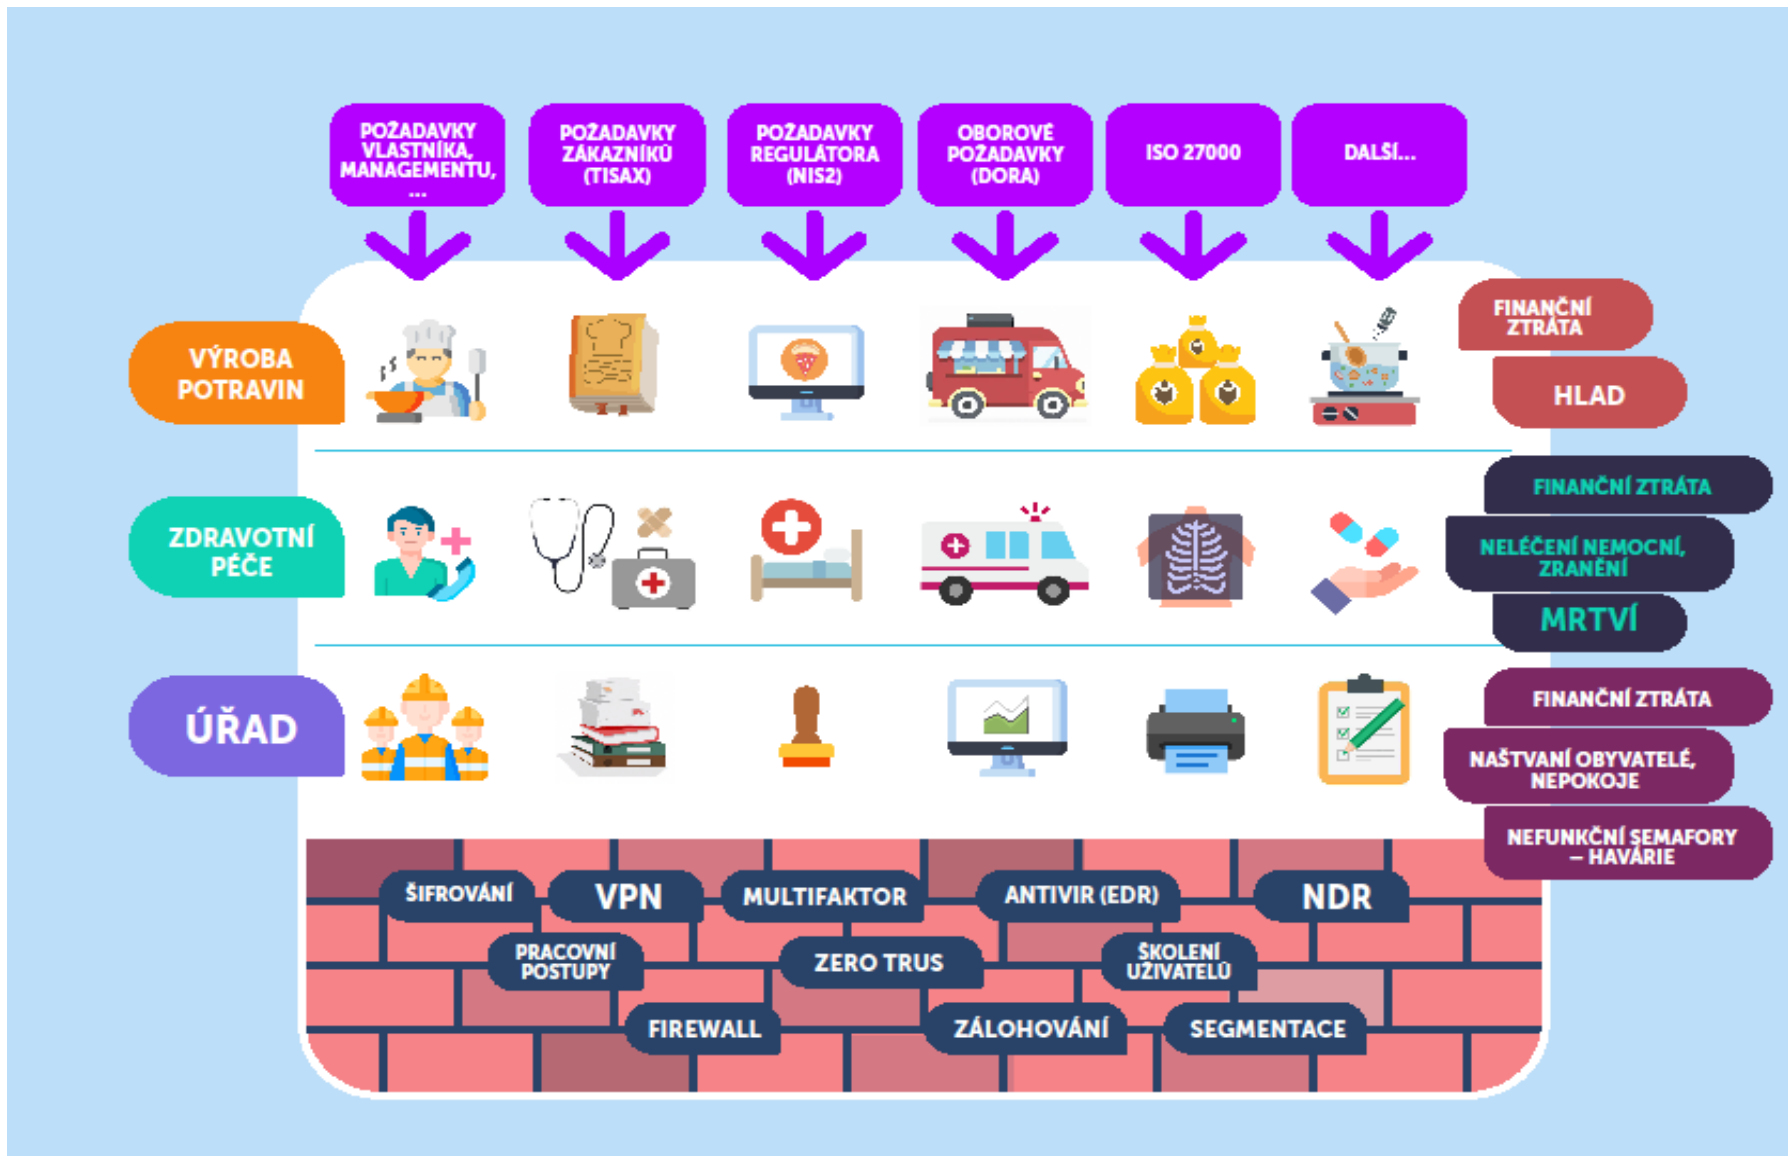 POŽADAVKY
VLASTNÍKA,
MANAGEMENTU,
...
POŽADAVKY
ZÁKAZNÍKŮ
(TISAX)
POŽADAVKY
REGULÁTORA
(NIS2)
OBOROVÉ
POŽADAVKY
(DORA)
ISO 27000
DALŠÍ...
VÝROBA
POTRAVIN
FINANČNÍ
ZTRÁTA
HLAD
ZDRAVOTNÍ
PÉČE
FINANČNÍ ZTRÁTA
NELÉČENÍ NEMOCNÍ,
ZRANĚNÍ
MRTVÍ
ÚŘAD
FINANČNÍ ZTRÁTA
NAŠTVANÍ OBYVATELÉ,
NEPOKOJE
NEFUNKČNÍ SEMAFORY
– HAVÁRIE
ŠIFROVÁNÍ
VPN
MULTIFAKTOR
ANTIVIR (EDR)
NDR
PRACOVNÍ
POSTUPY
ZERO TRUS
ŠKOLENÍ
UŽIVATELŮ
FIREWALL
ZÁLOHOVÁNÍ
SEGMENTACE